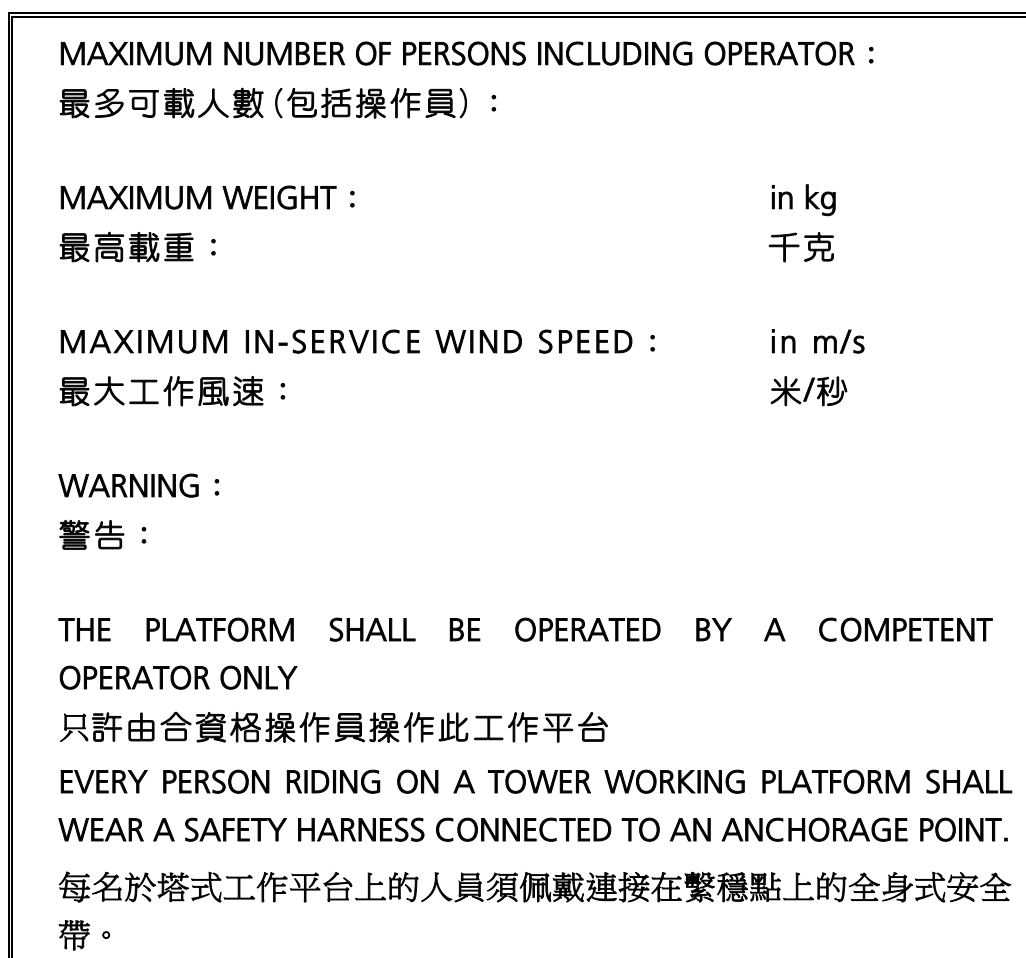 MAXIMUM NUMBER OF PERSONS INCLUDING OPERATOR：
最多可載人數(包括操作員)：
MAXIMUM WEIGHT： in kg
最高載重： 千克
MAXIMUM IN-SERVICE WIND SPEED： in m/s
最大工作風速： 米/秒
WARNING：
警告：
THE PLATFORM SHALL BE OPERATED BY A COMPETENT
OPERATOR ONLY
只許由合資格操作員操作此工作平台
EVERY PERSON RIDING ON A TOWER WORKING PLATFORM SHALL
WEAR A SAFETY HARNESS CONNECTED TO AN ANCHORAGE POINT.
每名於塔式工作平台上的人員須佩戴連接在繫穩點上的全身式安全
帶。